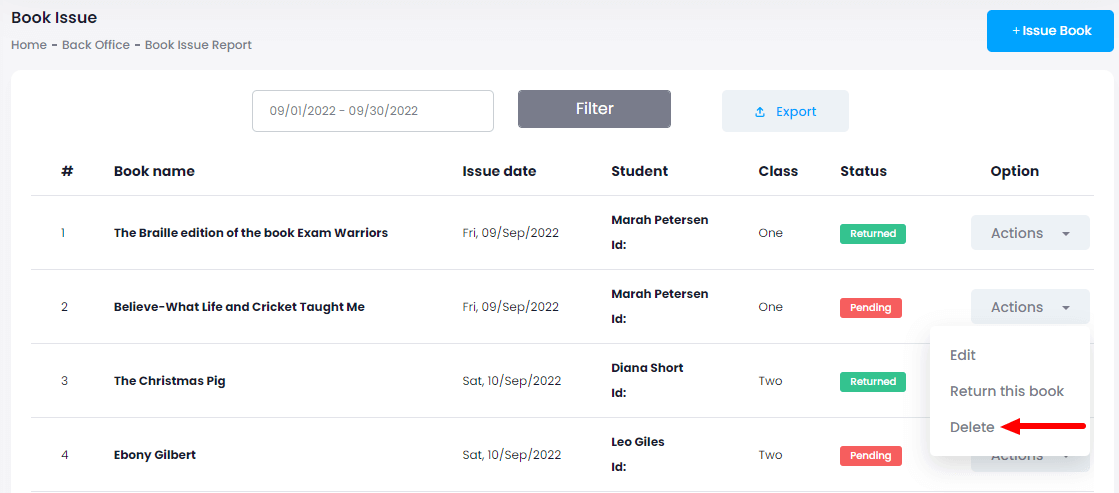 Book Issue
+ Issue Book
Home - Back Office - Book Issue Report
09/01/2022 - 09/30/2022
Filter
Export
# Book name Issue date Student Class Status Option
1 The Braille edition of the book Exam Warriors Fri, 09/Sep/2022 Marah Petersen One Returned Actions
Id:
2 Believe-What Life and Cricket Taught Me Fri, 09/Sep/2022 Marah Petersen One Pending Actions
Id:
Edit
3 The Christmas Pig Sat, 10/Sep/2022 Diana Short Two Returned
Id:
Return this book
Delete
4 Ebony Gilbert Sat, 10/Sep/2022 Leo Giles Two Pending Actions
Id: